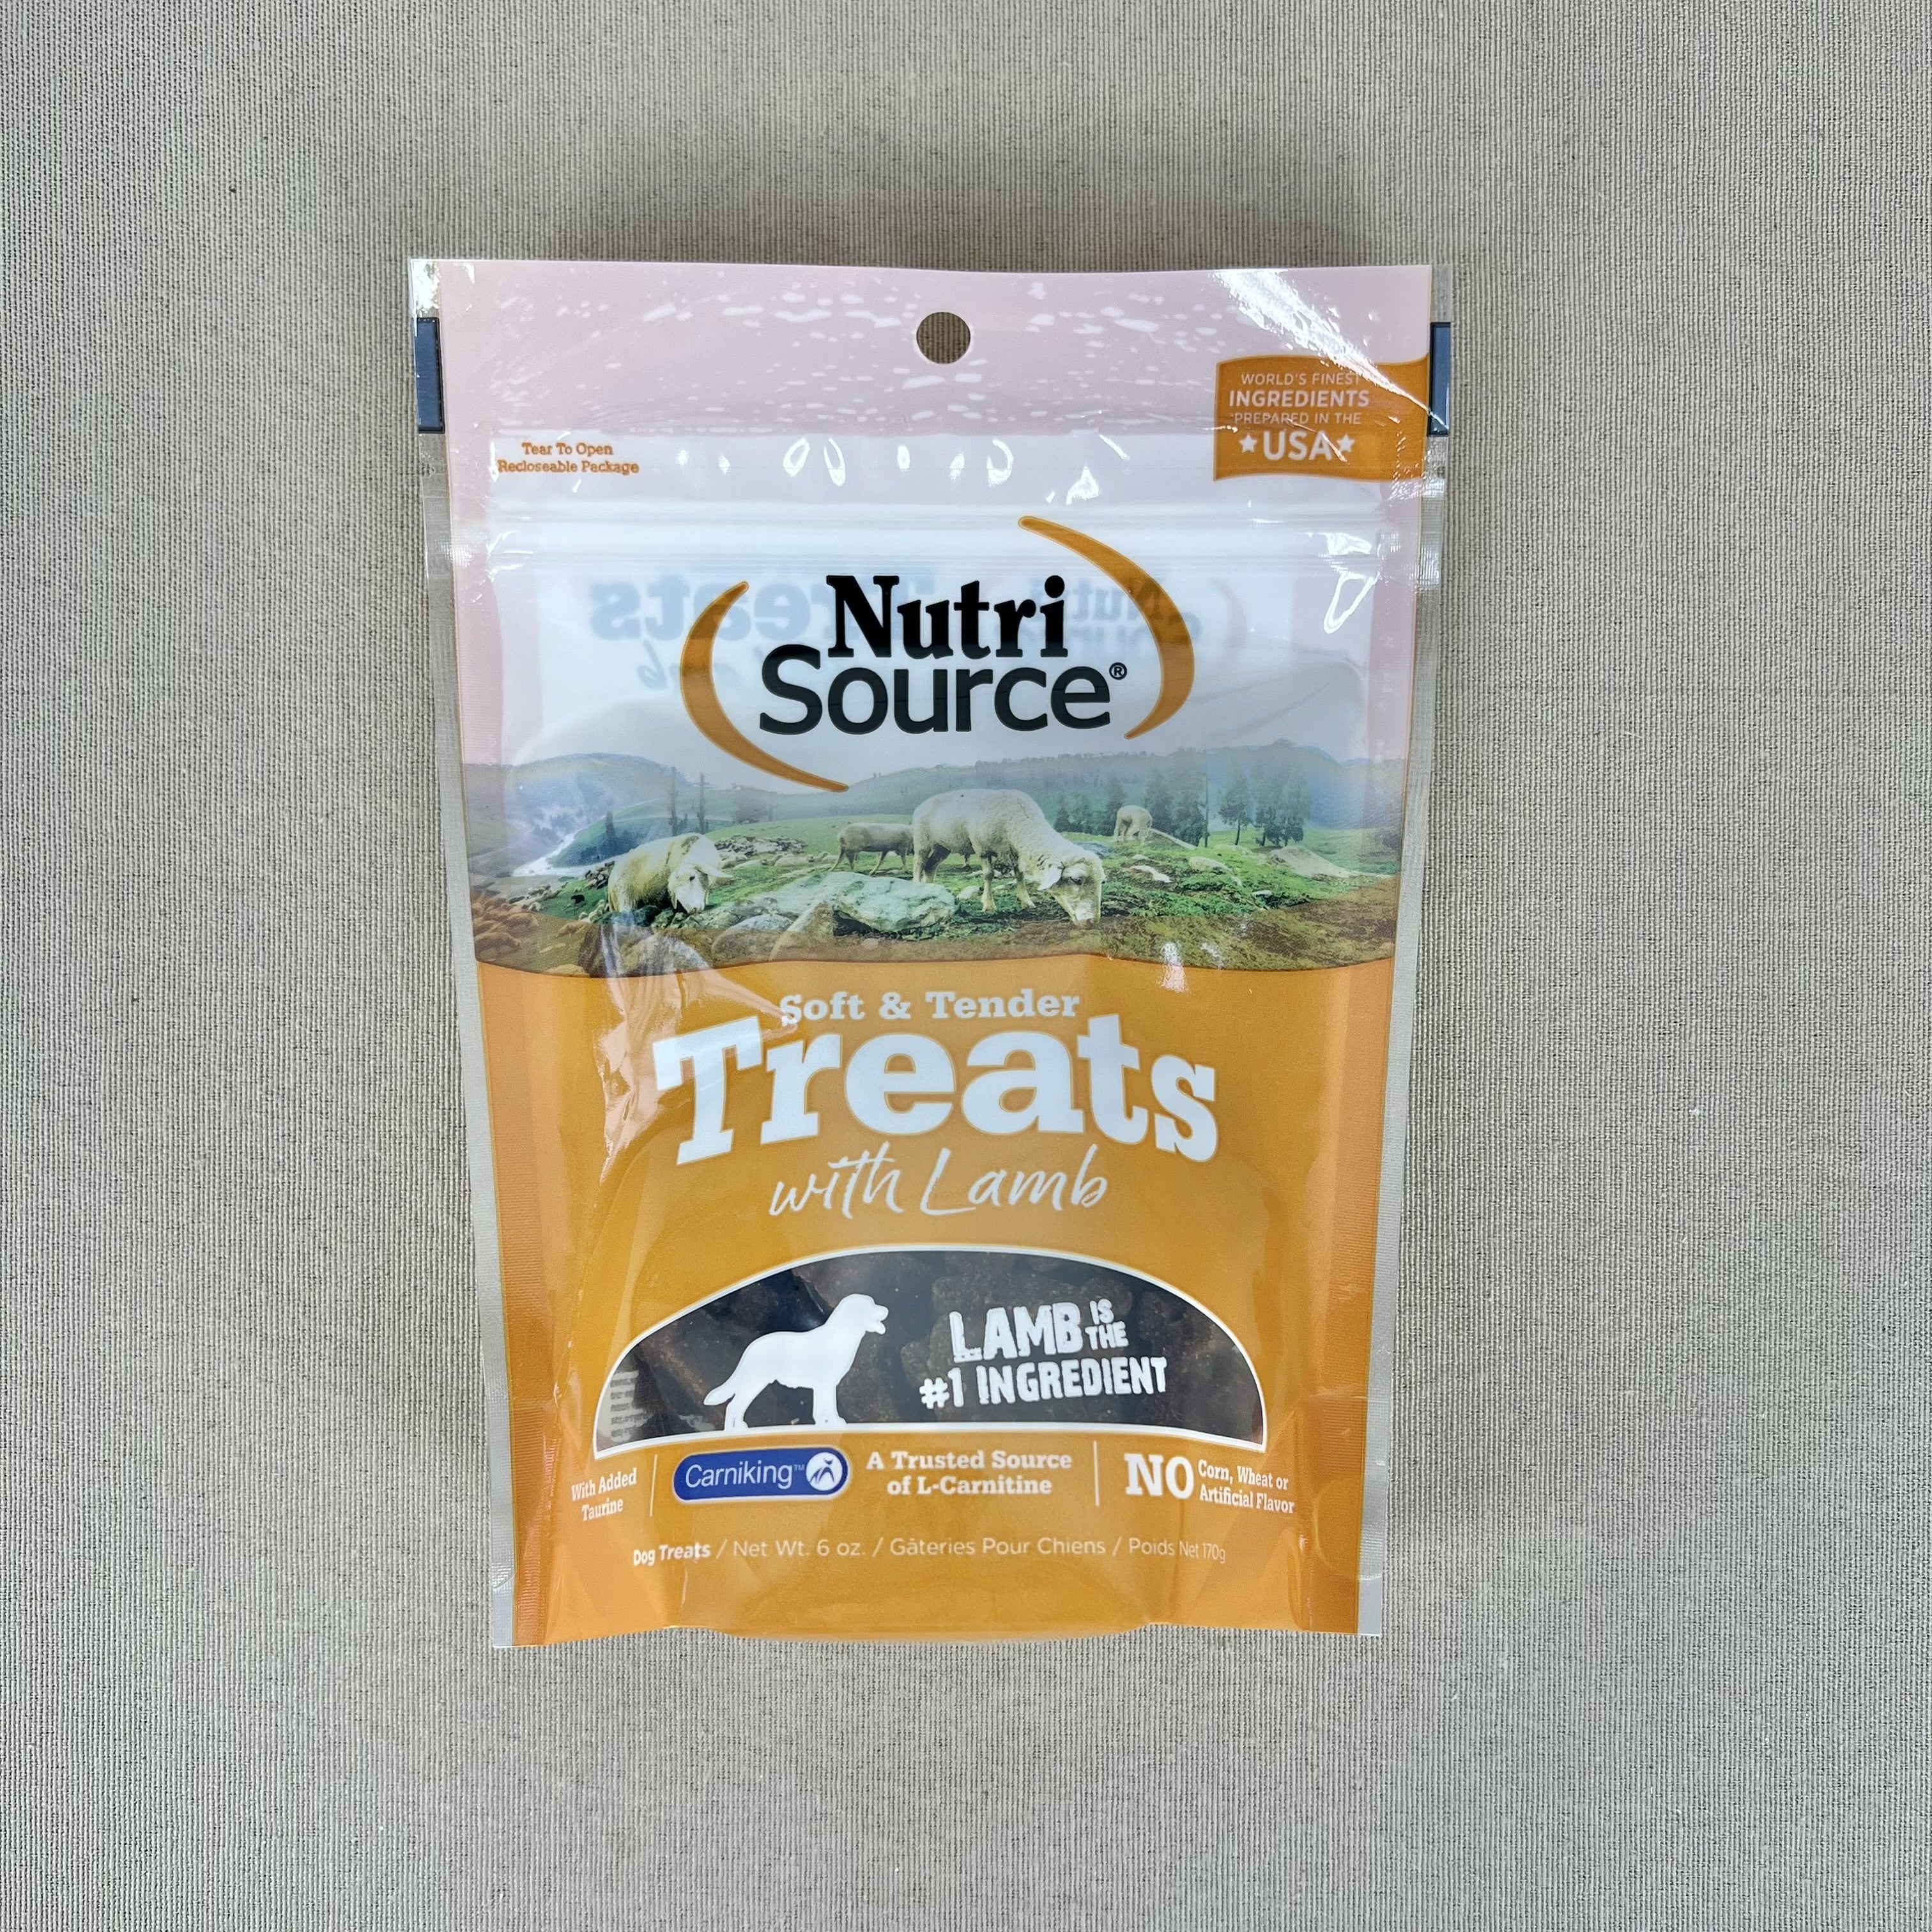 WORLD'S FINEST
INGREDIENTS
PREPARED IN THE
USA
Tear To Open
Recloseable Package
Nutri
Source®
Soft & Tender
Treats
with Lamb
LAMB IS THE
#1 INGREDIENT
With Added
Taurine
Carniking™
A Trusted Source
of L-Carnitine
NO Corn, Wheat or
Artificial Flavor
Dog Treats / Net Wt. 6 oz. / Gâteries Pour Chiens / Poids Net 170g